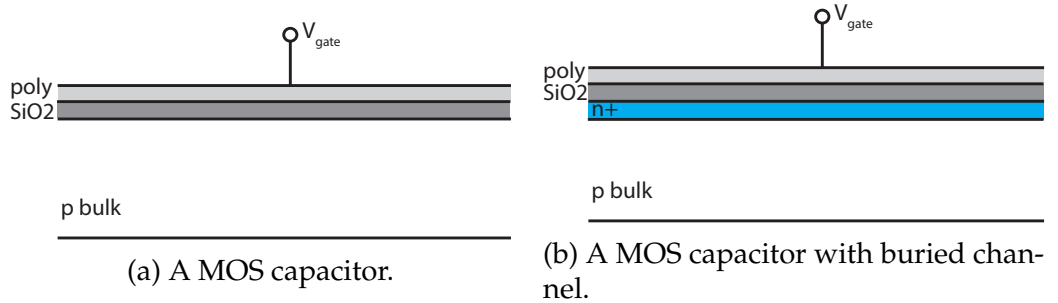 V_gate
poly
SiO2
p bulk
(a) A MOS capacitor.
V_gate
poly
SiO2
n+
p bulk
(b) A MOS capacitor with buried chan-
nel.